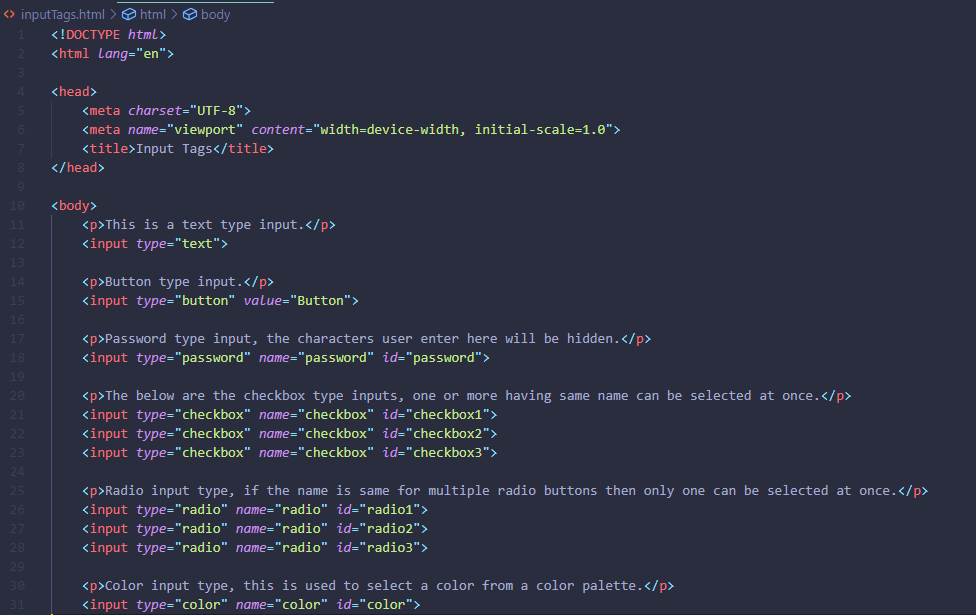 inputTags.html > html > body
1 <!DOCTYPE html>
2 <html lang="en">
3
4 <head>
5 <meta charset="UTF-8">
6 <meta name="viewport" content="width=device-width, initial-scale=1.0">
7 <title>Input Tags</title>
8 </head>
9
10 <body>
11 <p>This is a text type input.</p>
12 <input type="text">
13
14 <p>Button type input.</p>
15 <input type="button" value="Button">
16
17 <p>Password type input, the characters user enter here will be hidden.</p>
18 <input type="password" name="password" id="password">
19
20 <p>The below are the checkbox type inputs, one or more having same name can be selected at once.</p>
21 <input type="checkbox" name="checkbox" id="checkbox1">
22 <input type="checkbox" name="checkbox" id="checkbox2">
23 <input type="checkbox" name="checkbox" id="checkbox3">
24
25 <p>Radio input type, if the name is same for multiple radio buttons then only one can be selected at once.</p>
26 <input type="radio" name="radio" id="radio1">
27 <input type="radio" name="radio" id="radio2">
28 <input type="radio" name="radio" id="radio3">
29
30 <p>Color input type, this is used to select a color from a color palette.</p>
31 <input type="color" name="color" id="color">